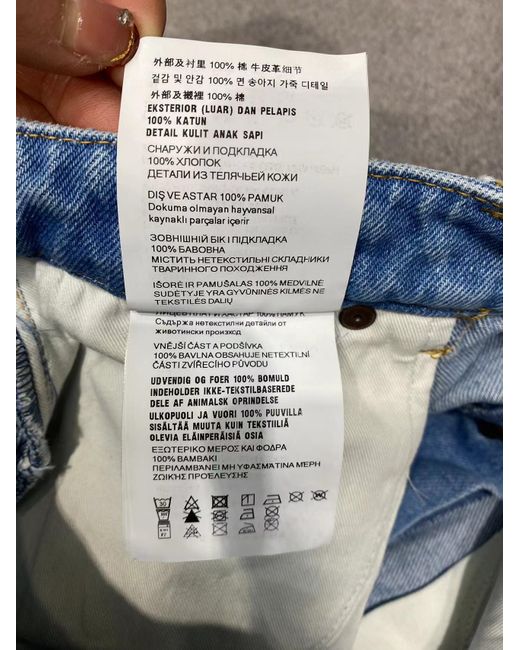 外部及衬里 100% 棉 牛皮革细节
겉감 및 안감 100% 면 송아지 가죽 디테일
外部及襯裡 100% 棉
EKSTERIOR (LUAR) DAN PELAPIS
100% KATUN
DETAIL KULIT ANAK SAPI
СНАРУЖИ И ПОДКЛАДКА
100% ХЛОПОК
ДЕТАЛИ ИЗ ТЕЛЯЧЬЕЙ КОЖИ
DIŞ VE ASTAR 100% PAMUK
Dokuma olmayan hayvansal
kaynaklı parçalar içerir
ЗОВНІШНІЙ БІК І ПІДКЛАДКА
100% БАВОВНА
МІСТИТЬ НЕТЕКСТИЛЬНІ СКЛАДНИКИ
ТВАРИННОГО ПОХОДЖЕННЯ
IŠORĖ IR PAMUŠALAS 100% MEDVILNĖ
SUDĖTYJE YRA GYVŪNINĖS KILMĖS NE
TEKSTILĖS DALIŲ
ЛИЦЕВ ПЛАТ И ХАСТАР 100% ПАМУК
Съдържа нетекстилни детайли от
животински произход
VNĚJŠÍ ČÁST A PODŠÍVKA
100% BAVLNA OBSAHUJE NETEXTILNÍ
ČÁSTI ZVÍŘECÍHO PŮVODU
UDVENDIG OG FOER 100% BOMULD
INDEHOLDER IKKE-TEKSTILBASEREDE
DELE AF ANIMALSK OPRINDELSE
ULKOPUOLI JA VUORI 100% PUUVILLA
SISÄLTÄÄ MUUTA KUIN TEKSTIILIÄ
OLEVIA ELÄINPERÄISIÄ OSIA
ΕΞΩΤΕΡΙΚΟ ΜΕΡΟΣ ΚΑΙ ΦΟΔΡΑ
100% ΒΑΜΒΑΚΙ
ΠΕΡΙΛΑΜΒΑΝΕΙ ΜΗ ΥΦΑΣΜΑΤΙΝΑ ΜΕΡΗ
ΖΩΙΚΗΣ ΠΡΟΕΛΕΥΣΗΣ
30